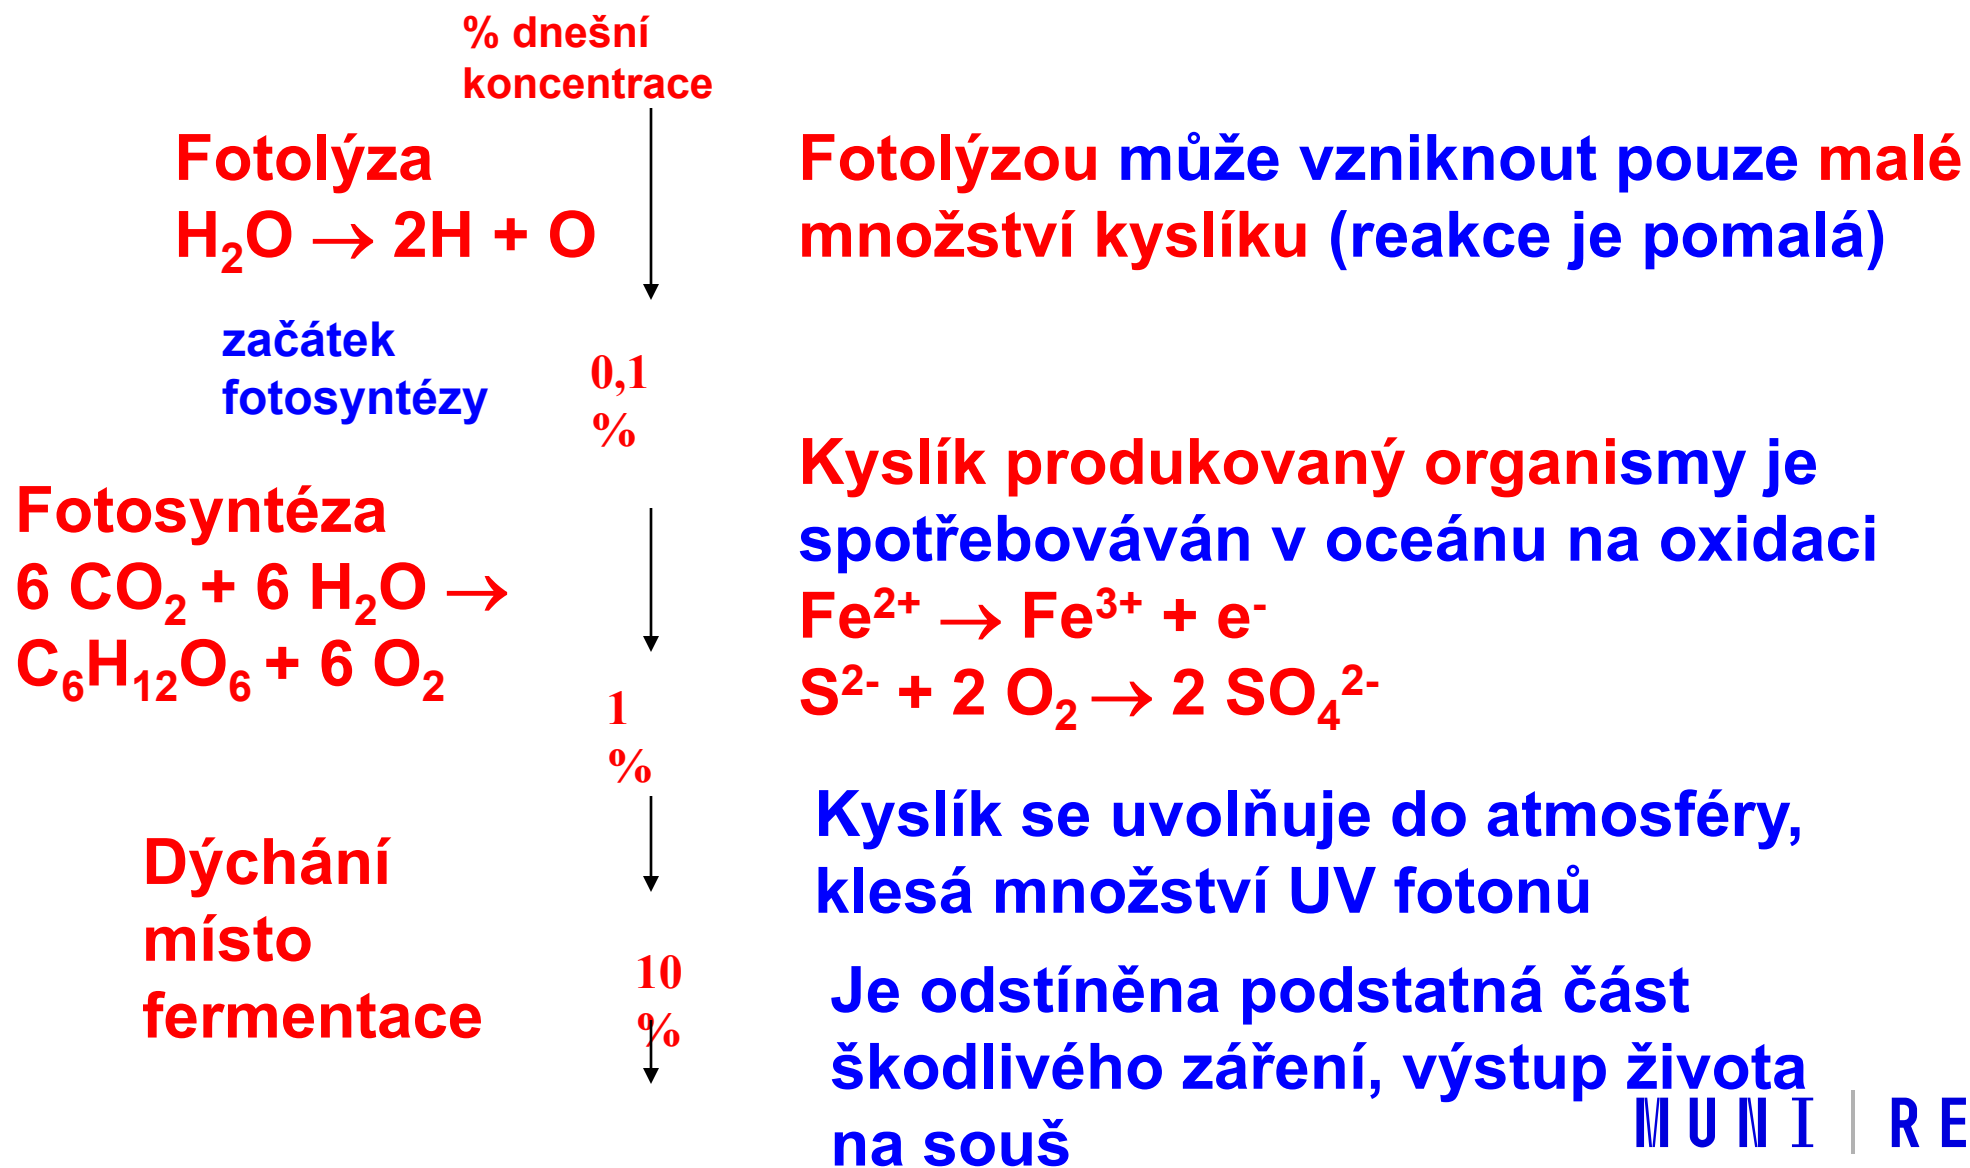 % dnešní
koncentrace
Fotolýza
H₂O → 2H + O
Fotolýzou může vzniknout pouze malé
množství kyslíku (reakce je pomalá)
začátek
fotosyntézy
0,1
%
Fotosyntéza
6 CO₂ + 6 H₂O →
C₆H₁₂O₆ + 6 O₂
Kyslík produkovaný organismy je
spotřebováván v oceánu na oxidaci
Fe²⁺ → Fe³⁺ + e⁻
S²⁻ + 2 O₂ → 2 SO₄²⁻
1
%
Dýchání
místo
fermentace
Kyslík se uvolňuje do atmosféry,
klesá množství UV fotonů
10
%
Je odstíněna podstatná část
škodlivého záření, výstup života
na souš
MUNI | RE